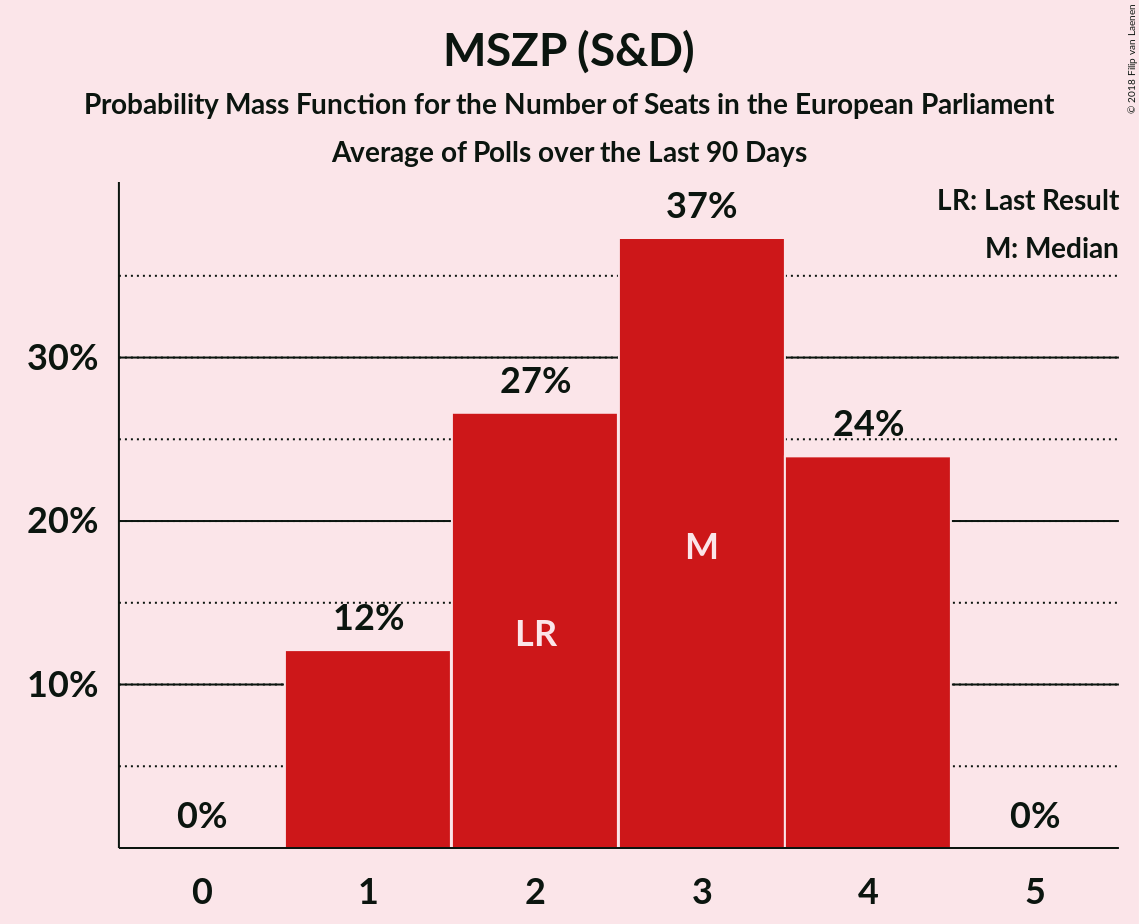 MSZP (S&D)
Probability Mass Function for the Number of Seats in the European Parliament
Average of Polls over the Last 90 Days
© 2018 Filip van Laenen
LR: Last Result
M: Median
37%
30%
27%
24%
20%
M
12%
LR
10%
0%
0%
0 1 2 3 4 5